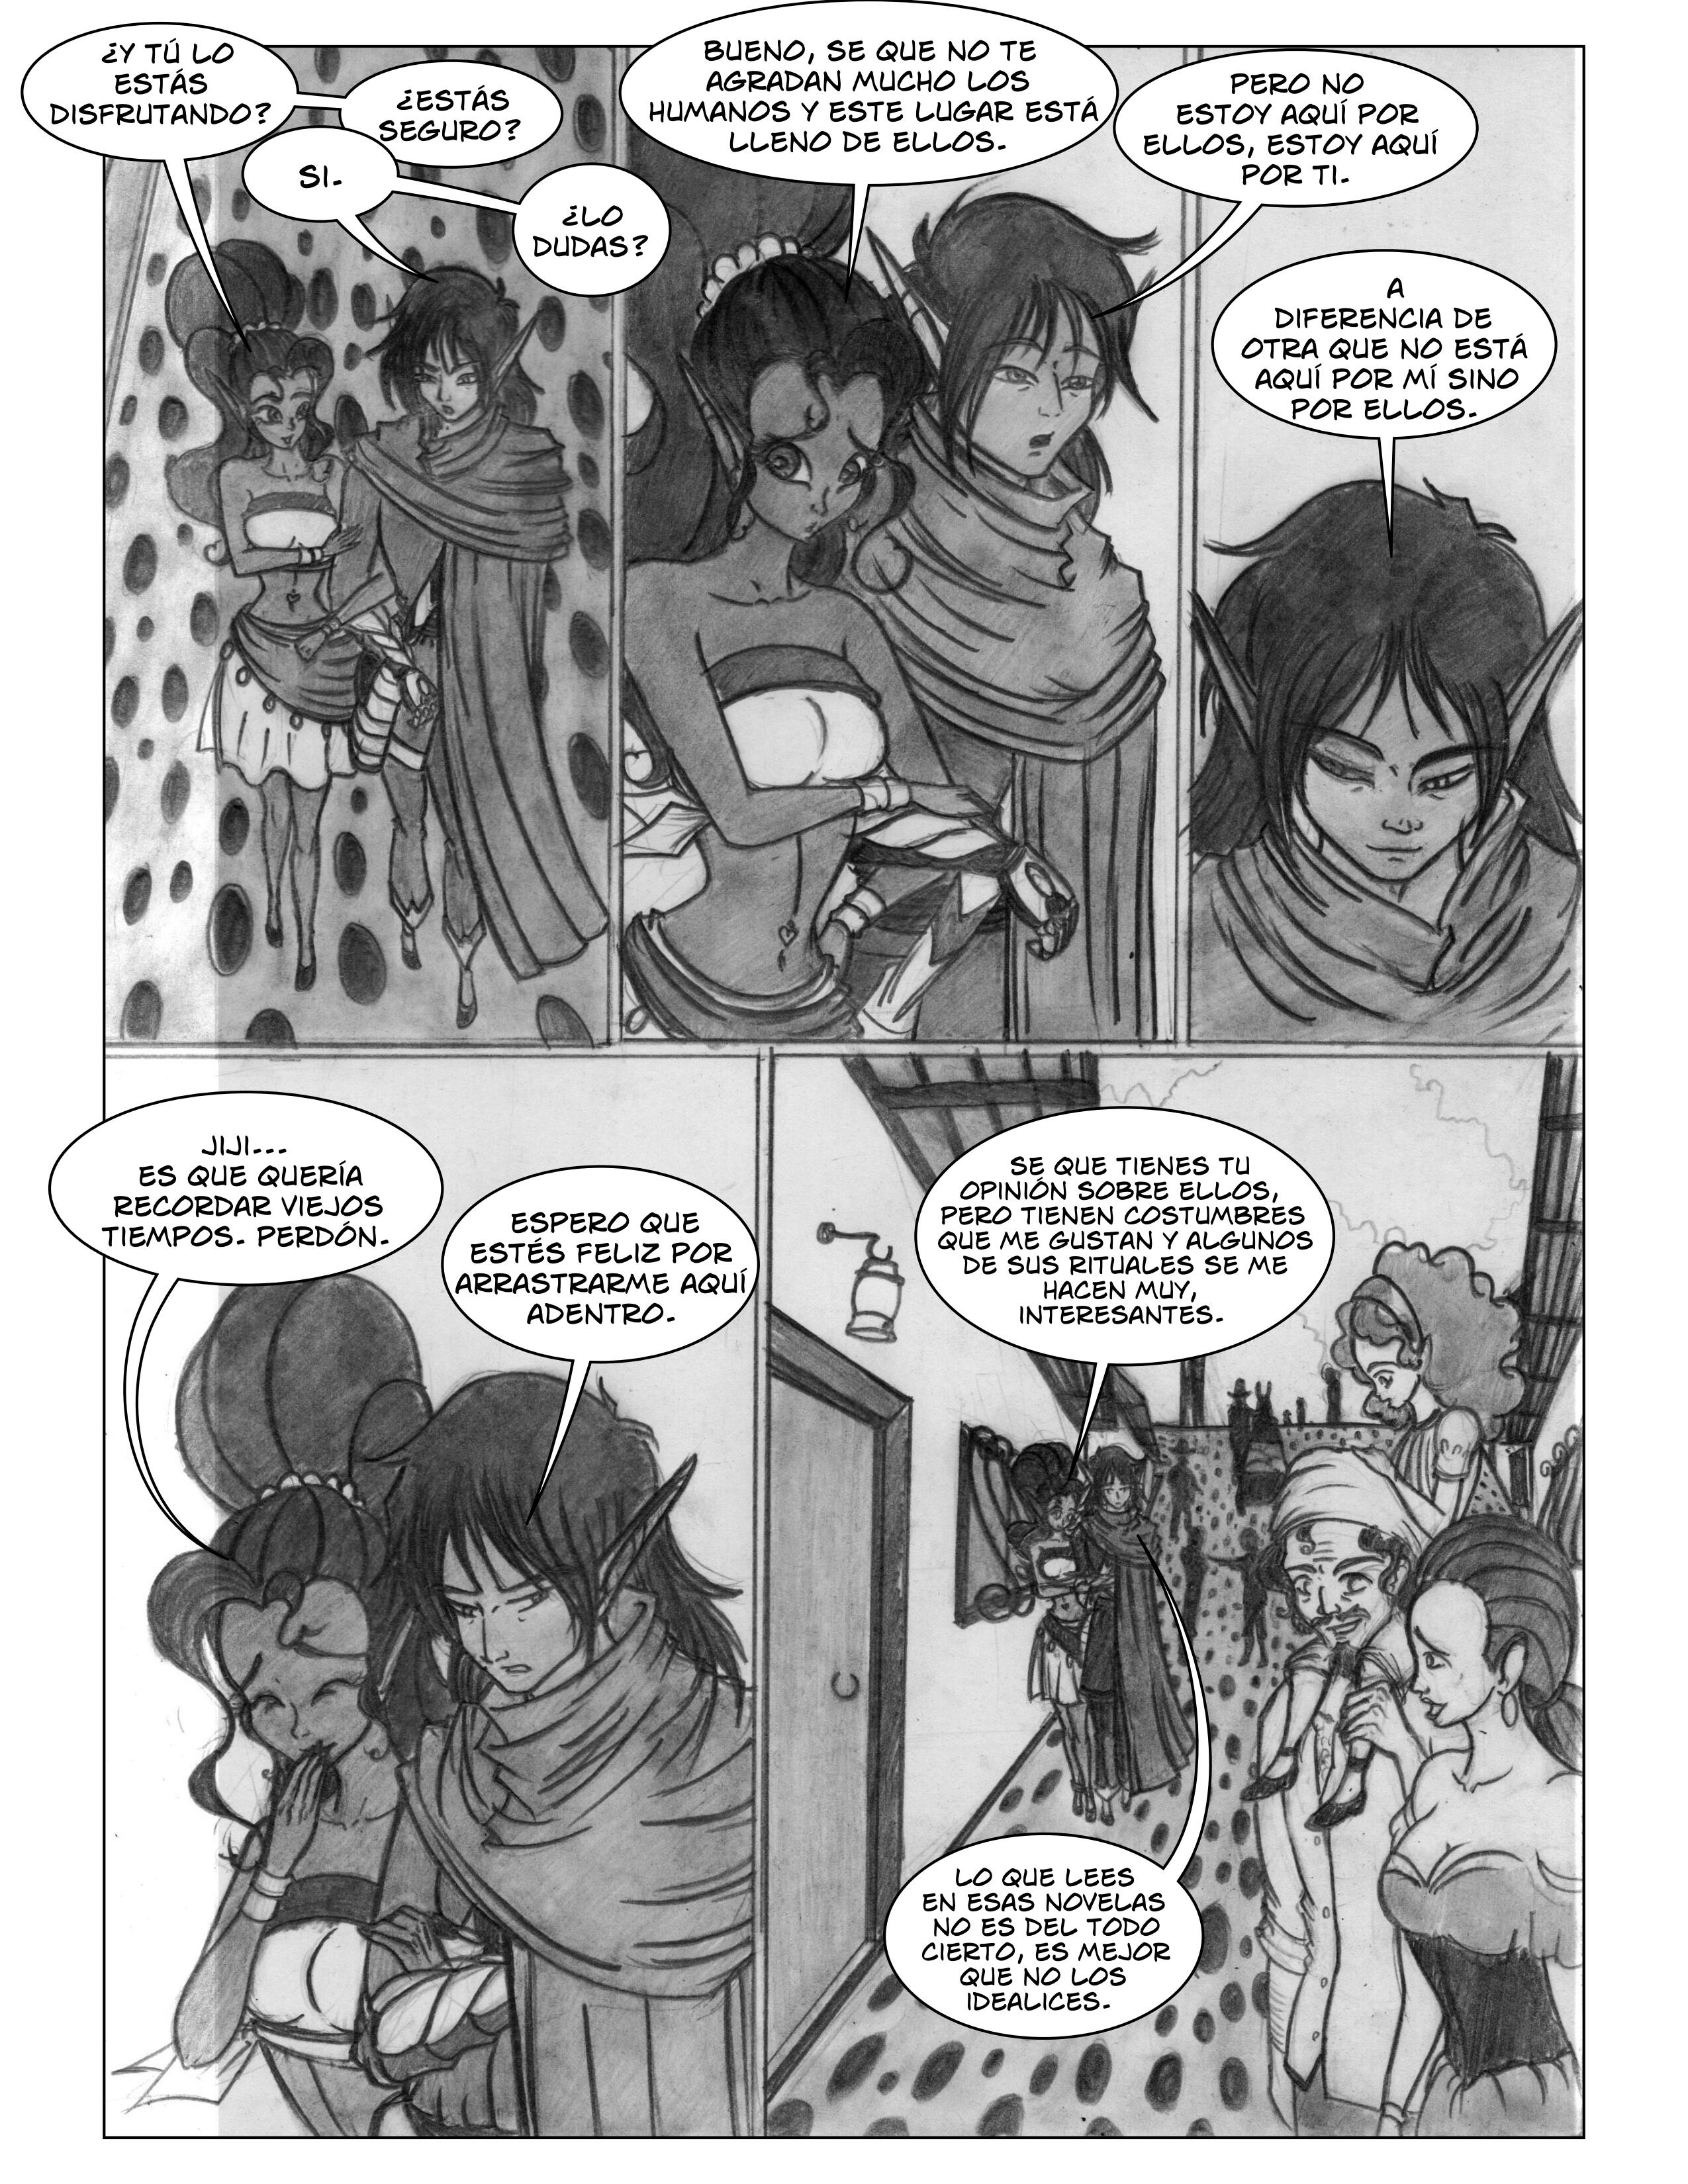 ¿Y TÚ LO
ESTÁS
DISFRUTANDO?
SI.
¿ESTÁS
SEGURO?
¿LO
DUDAS?
BUENO, SE QUE NO TE
AGRADAN MUCHO LOS
HUMANOS Y ESTE LUGAR ESTÁ
LLENO DE ELLOS.
PERO NO
ESTOY AQUÍ POR
ELLOS, ESTOY AQUÍ
POR TI.
A
DIFERENCIA DE
OTRA QUE NO ESTÁ
AQUÍ POR MÍ SINO
POR ELLOS.
JIJI...
ES QUE QUERÍA
RECORDAR VIEJOS
TIEMPOS. PERDÓN.
ESPERO QUE
ESTÉS FELIZ POR
ARRASTRARME AQUÍ
ADENTRO.
SE QUE TIENES TU
OPINIÓN SOBRE ELLOS,
PERO TIENEN COSTUMBRES
QUE ME GUSTAN Y ALGUNOS
DE SUS RITUALES SE ME
HACEN MUY,
INTERESANTES.
LO QUE LEES
EN ESAS NOVELAS
NO ES DEL TODO
CIERTO, ES MEJOR
QUE NO LOS
IDEALICES.